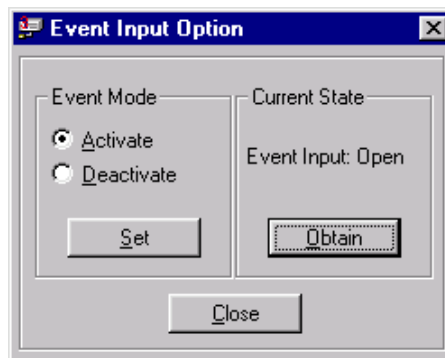 Event Input Option
Event Mode
Activate
Deactivate
Set
Current State
Event Input: Open
Obtain
Close